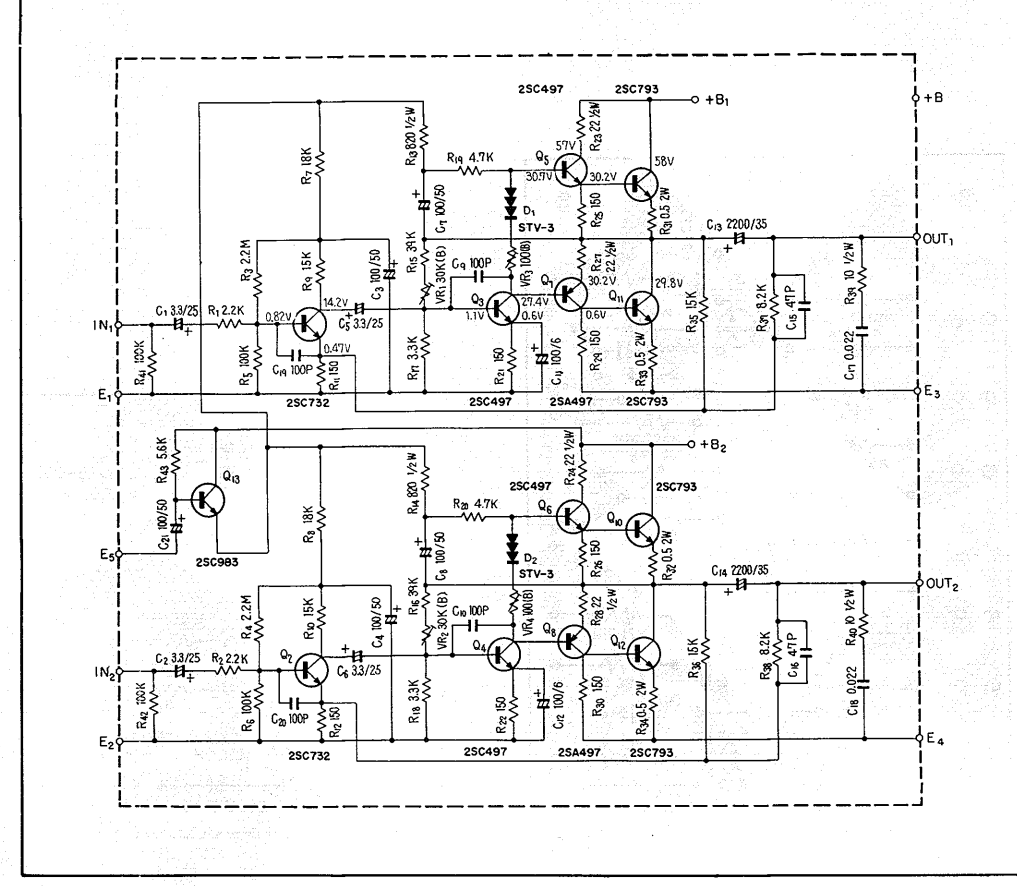 2SC497 2SC793
+B₁
+B
R₂₃ 22 ½W
57V
58V
R₁₃ 820 ½W
R₁₉ 4.7K
Q₅
30.7V
30.2V
R₇ 18K
C₇ 100/50
D₁
STV-3
R₂₅ 150
R₃₁ 0.5 2W
C₁₃ 2200/35
OUT₁
R₃ 2.2M
R₉ 15K
C₃ 100/50
R₁₅ 39K
VR₁ 30K(B)
C₉ 100P
VR₃ 100(B)
Q₇
R₂₇ 22 ½W
30.2V
29.8V
Q₁₁
R₃₅ 15K
R₃₇ 8.2K
C₁₅ 47P
R₃₉ 10 ½W
C₁ 3.3/25
R₁ 2.2K
IN₁
0.82V
14.2V
C₅ 3.3/25
Q₃
1.1V
27.4V
0.6V
0.6V
R₄₁ 100K
R₅ 100K
C₁₉ 100P
0.47V
R₁₁ 150
R₁₇ 3.3K
R₂₁ 150
C₁₁ 100/6
R₂₉ 150
R₃₃ 0.5 2W
C₁₇ 0.022
E₁
E₃
2SC732 2SC497 2SA497 2SC793
R₄₃ 5.6K
Q₁₃
C₂₁ 100/50
E₅
2SC983
+B₂
R₂₄ 22 ½W
2SC497
2SC793
R₁₄ 820 ½W
R₂₀ 4.7K
Q₆
Q₁₀
R₈ 18K
C₈ 100/50
D₂
STV-3
R₂₆ 150
R₃₂ 0.5 2W
C₁₄ 2200/35
OUT₂
R₄ 2.2M
R₁₀ 15K
C₄ 100/50
R₁₆ 39K
VR₂ 30K(B)
C₁₀ 100P
VR₄ 100(B)
Q₈
R₂₈ 22 ½W
Q₁₂
R₃₆ 15K
R₃₈ 8.2K
C₁₆ 47P
R₄₀ 10 ½W
IN₂
C₂ 3.3/25
R₂ 2.2K
Q₂
C₆ 3.3/25
Q₄
R₄₂ 100K
R₆ 100K
C₂₀ 100P
R₁₂ 150
R₁₈ 3.3K
R₂₂ 150
C₁₂ 100/6
R₃₀ 150
R₃₄ 0.5 2W
C₁₈ 0.022
E₂
E₄
2SC732 2SC497 2SA497 2SC793